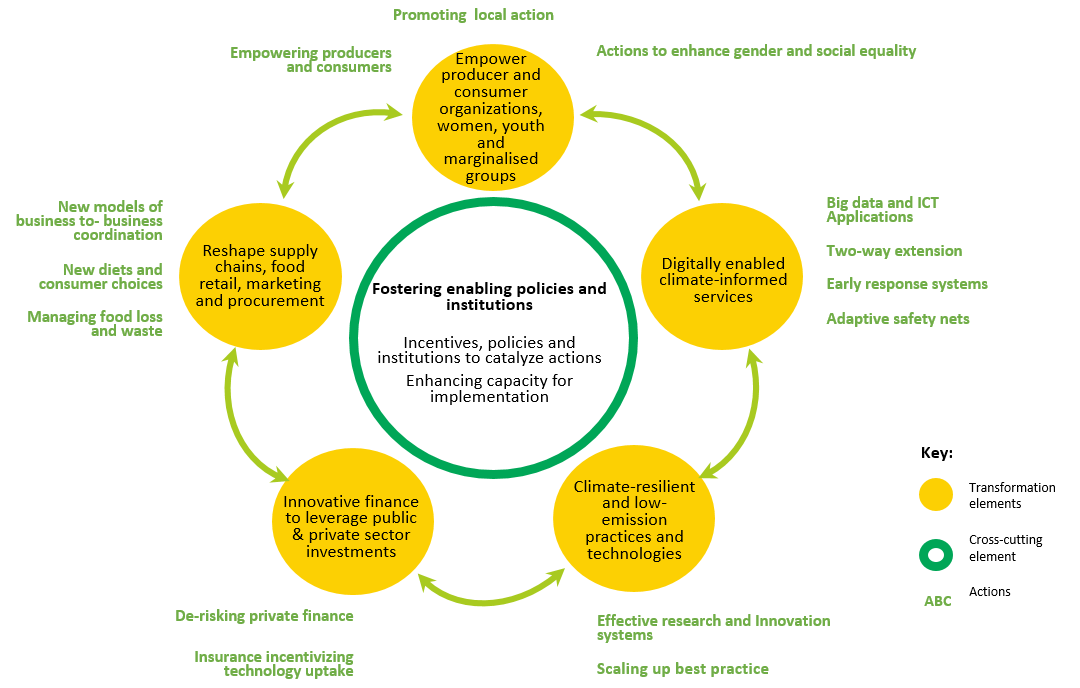 Promoting  local action
Empowering producers
and consumers
Actions to enhance gender and social equality
Empower
producer and
consumer
organizations,
women, youth
and
marginalised
groups
New models of
business to- business
coordination
New diets and
consumer choices
Managing food loss
and waste
Reshape supply
chains, food
retail, marketing
and procurement
Fostering enabling policies and
institutions
Incentives, policies and
institutions to catalyze actions
Enhancing capacity for
implementation
Digitally enabled
climate-informed
services
Big data and ICT
Applications
Two-way extension
Early response systems
Adaptive safety nets
Innovative finance
to leverage public
& private sector
investments
Climate-resilient
and low-
emission
practices and
technologies
De-risking private finance
Insurance incentivizing
technology uptake
Effective research and Innovation
systems
Scaling up best practice
Key:
Transformation
elements
Cross-cutting
element
ABC
Actions